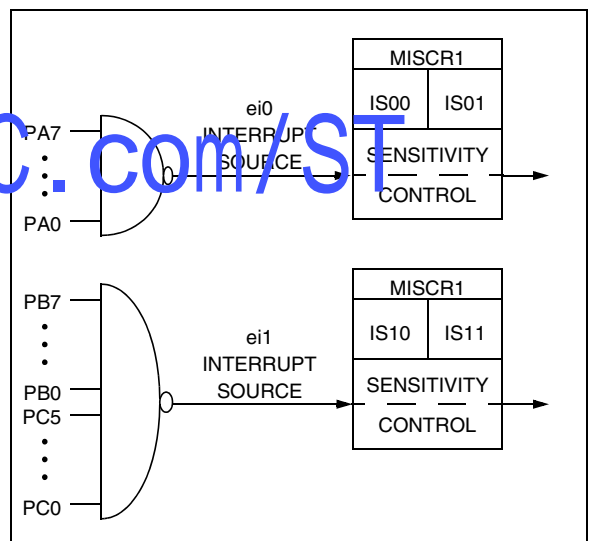 MISCR1
ei0
IS00 IS01
PA7
INTERRUPT
SOURCE
SENSITIVITY
CONTROL
PA0
C.com/ST
MISCR1
PB7
ei1
IS10 IS11
INTERRUPT
SOURCE
SENSITIVITY
CONTROL
PB0
PC5
PC0